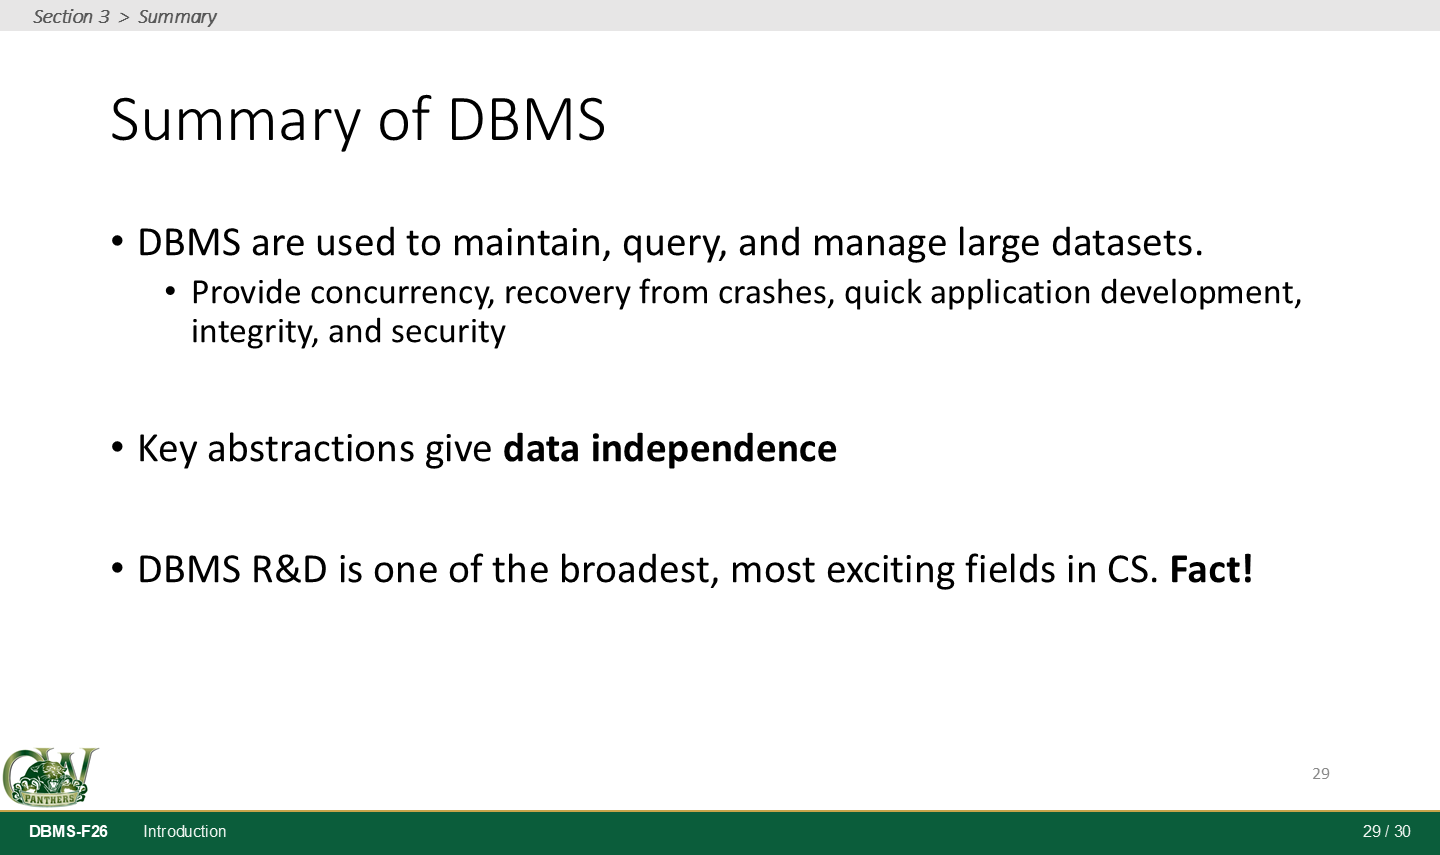 Section 3 > Summary
Summary of DBMS
• DBMS are used to maintain, query, and manage large datasets.
• Provide concurrency, recovery from crashes, quick application development,
integrity, and security
• Key abstractions give data independence
• DBMS R&D is one of the broadest, most exciting fields in CS. Fact!
OW
PANTHERS
29
DBMS-F26 Introduction 29 / 30